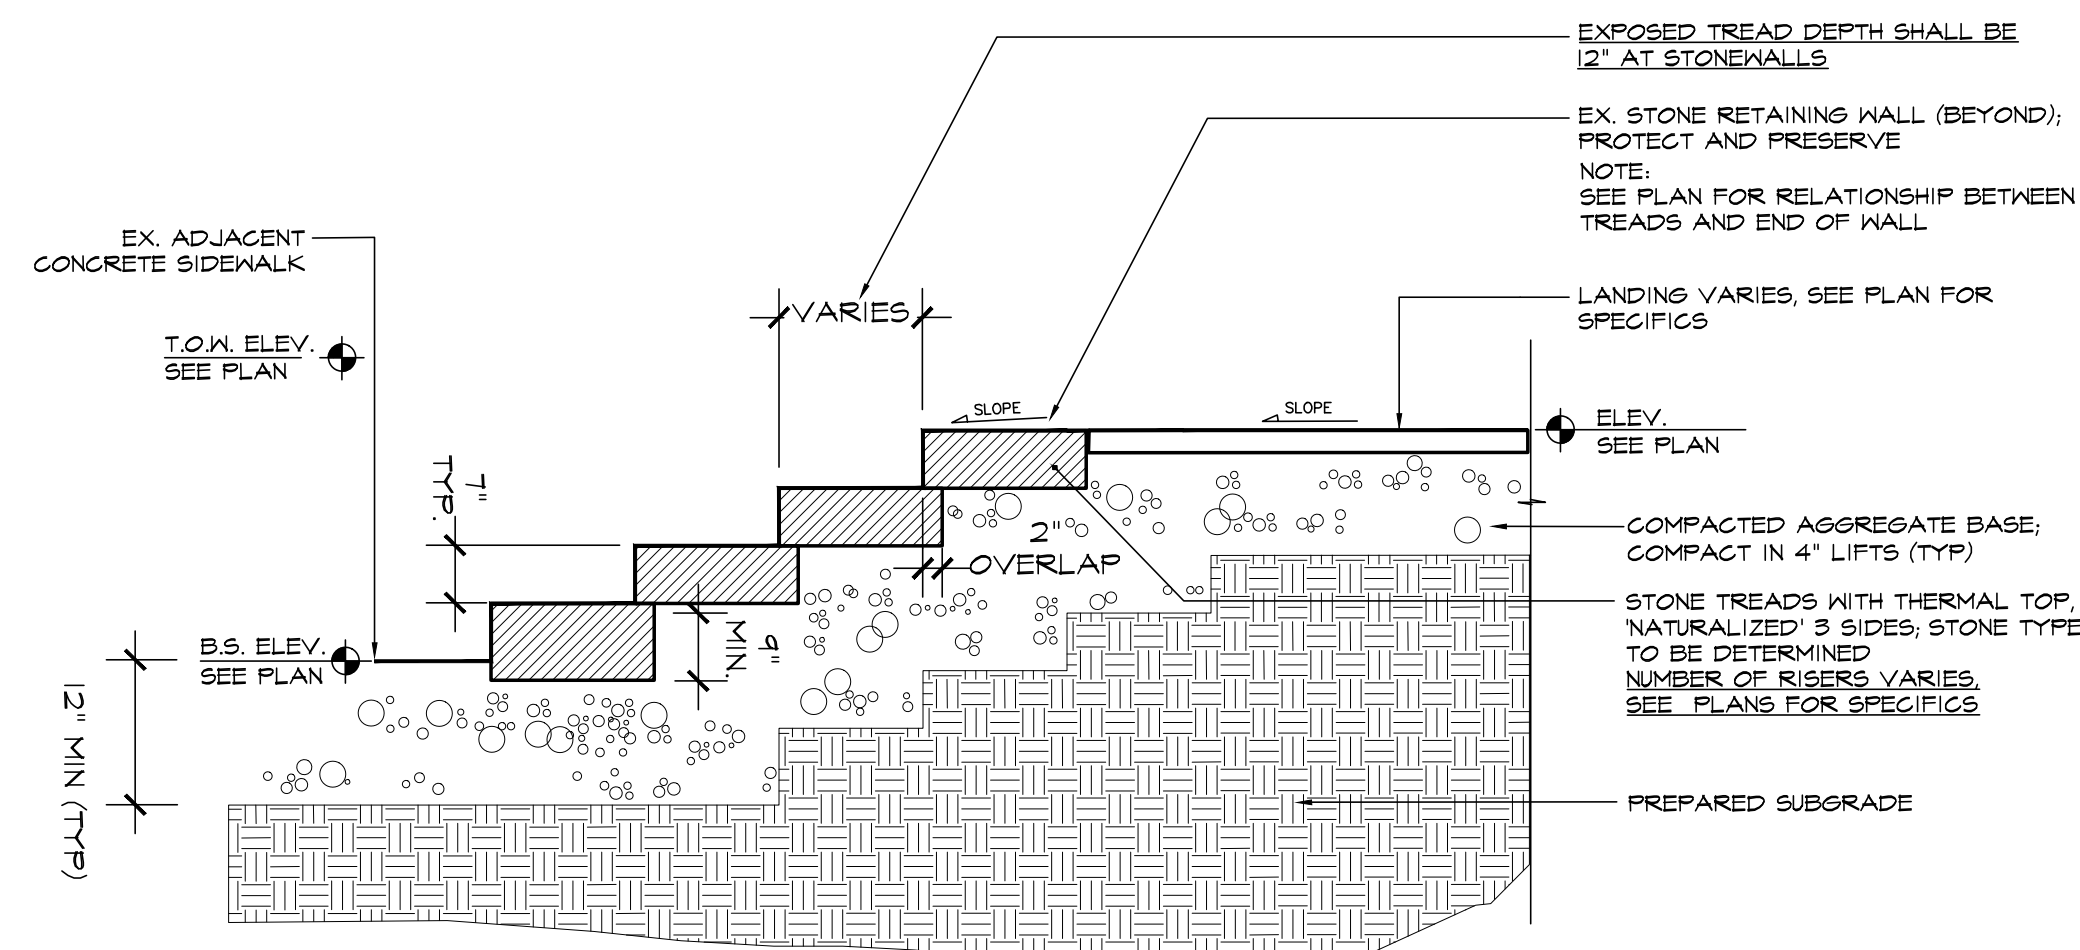 EXPOSED TREAD DEPTH SHALL BE
12" AT STONEWALLS
EX. STONE RETAINING WALL (BEYOND);
PROTECT AND PRESERVE
NOTE:
SEE PLAN FOR RELATIONSHIP BETWEEN
TREADS AND END OF WALL
EX. ADJACENT
CONCRETE SIDEWALK
LANDING VARIES, SEE PLAN FOR
SPECIFICS
VARIES
T.O.W. ELEV.
SEE PLAN
SLOPE
SLOPE
ELEV.
SEE PLAN
7"
TYP.
2"
OVERLAP
COMPACTED AGGREGATE BASE;
COMPACT IN 4" LIFTS (TYP)
STONE TREADS WITH THERMAL TOP,
'NATURALIZED' 3 SIDES; STONE TYPE
TO BE DETERMINED
NUMBER OF RISERS VARIES,
SEE PLANS FOR SPECIFICS
9"
MIN.
B.S. ELEV.
SEE PLAN
12" MIN (TYP)
PREPARED SUBGRADE